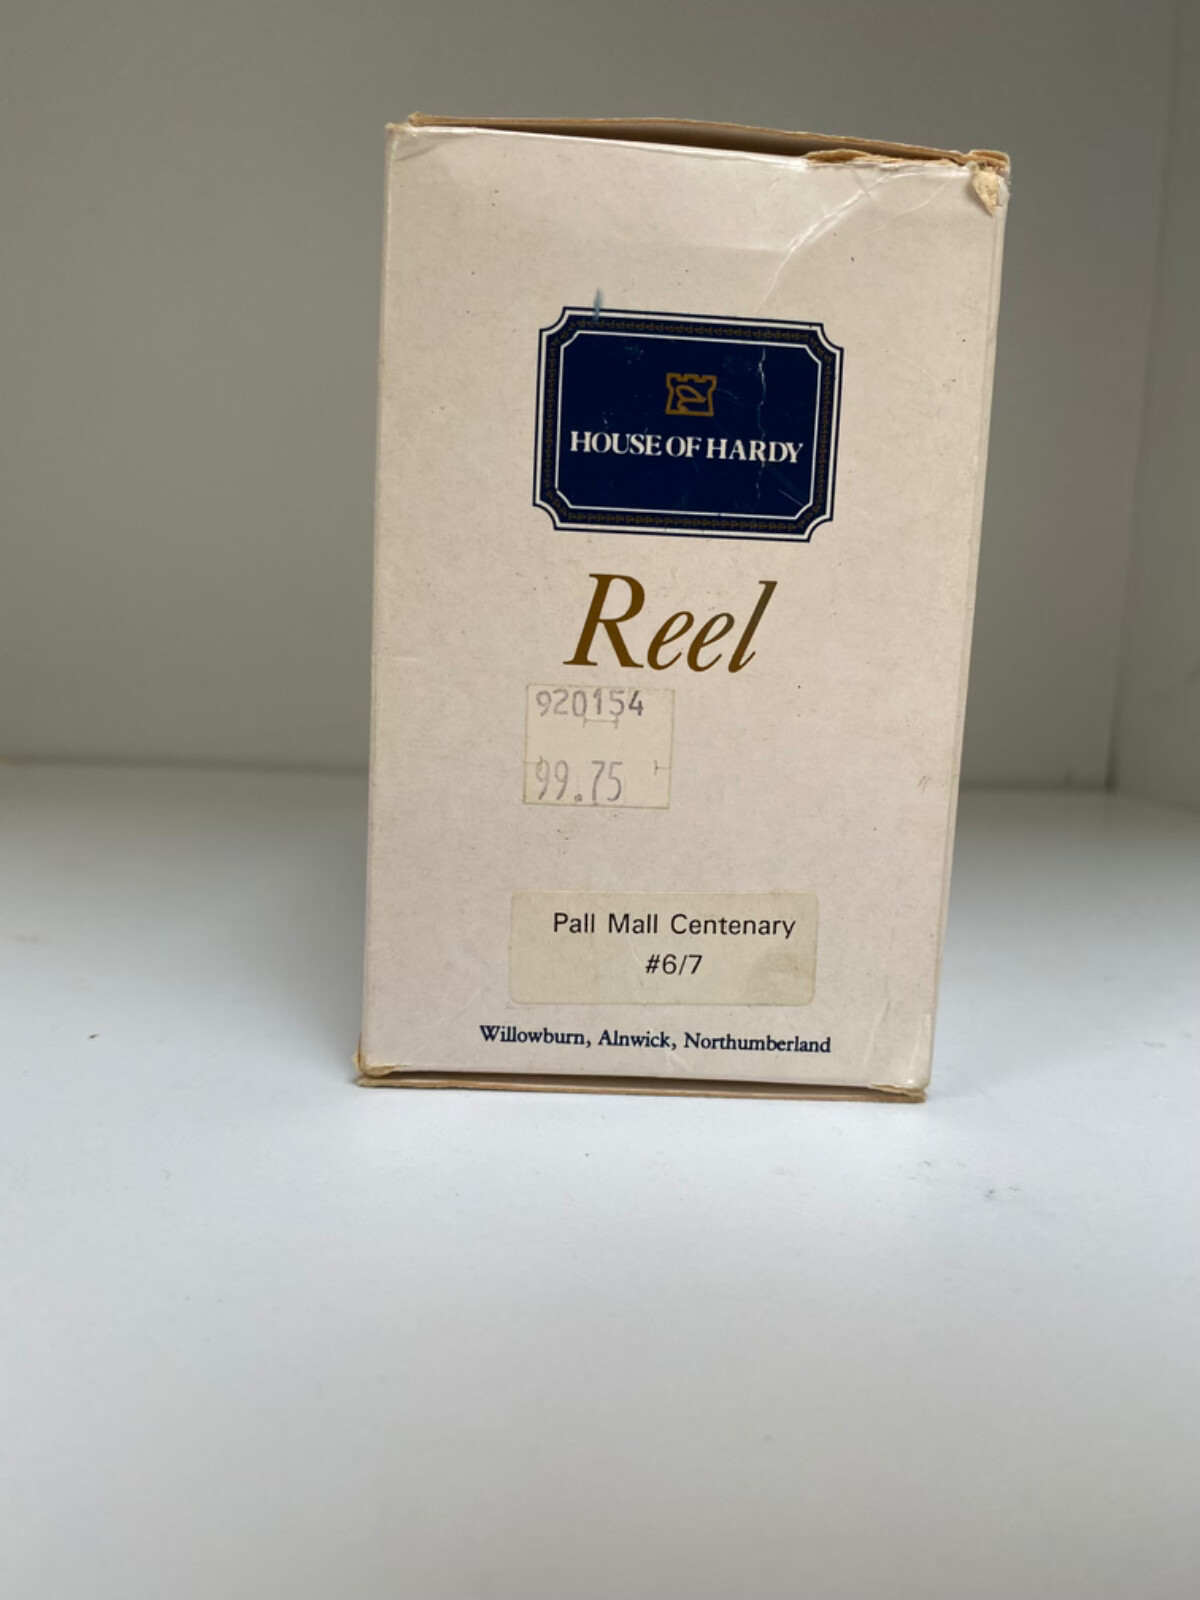 HOUSE OF HARDY
Reel
920154
99.75
Pall Mall Centenary
#6/7
Willowburn, Alnwick, Northumberland